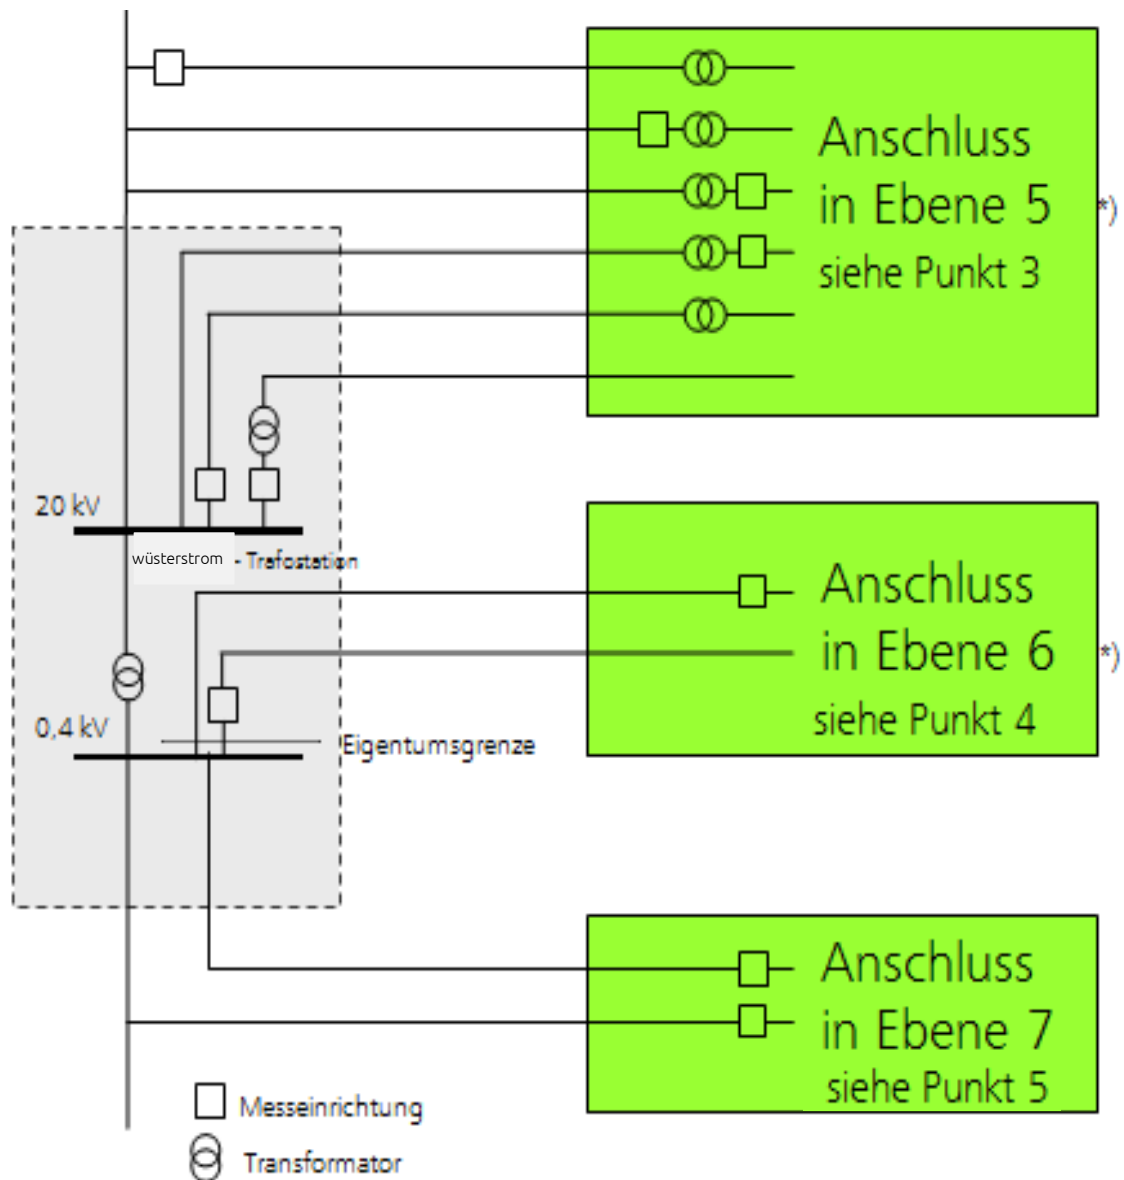 Anschluss
in Ebene 5
*)
siehe Punkt 3
20 kV
wüsterstrom - Trafostation
Anschluss
in Ebene 6
*)
siehe Punkt 4
0,4 kV
Eigentumsgrenze
Anschluss
in Ebene 7
siehe Punkt 5
Messeinrichtung
Transformator